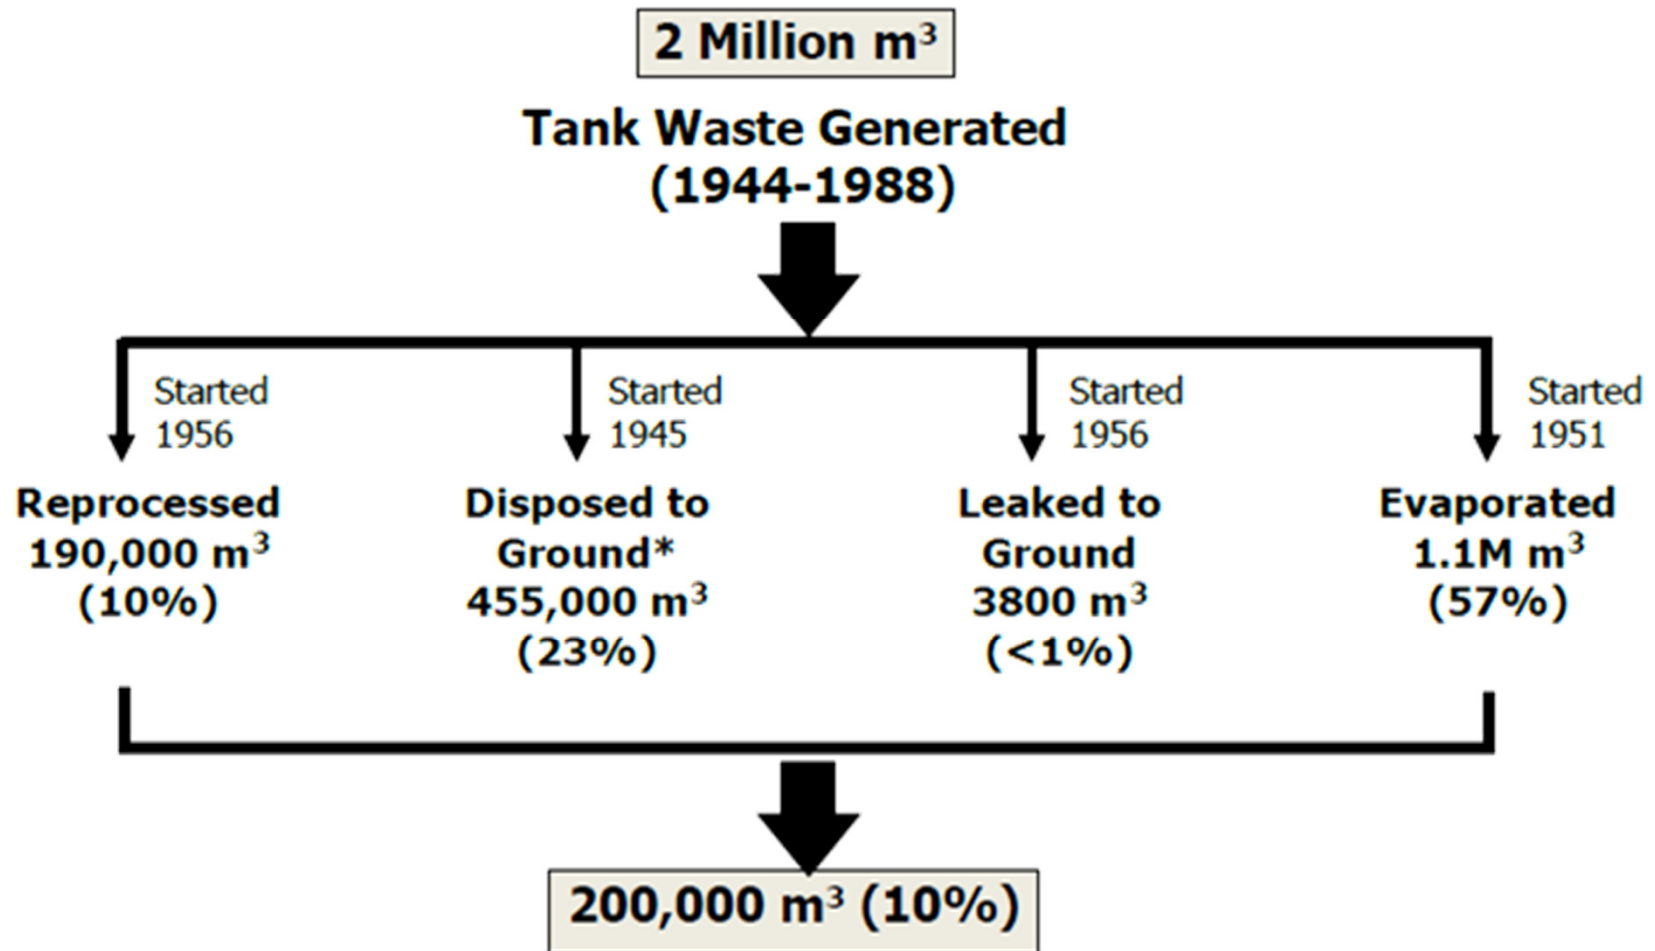 2 Million m³
Tank Waste Generated
(1944-1988)
Started
1956
Reprocessed
190,000 m³
(10%)
Started
1945
Disposed to
Ground*
455,000 m³
(23%)
Started
1956
Leaked to
Ground
3800 m³
(<1%)
Started
1951
Evaporated
1.1M m³
(57%)
200,000 m³ (10%)